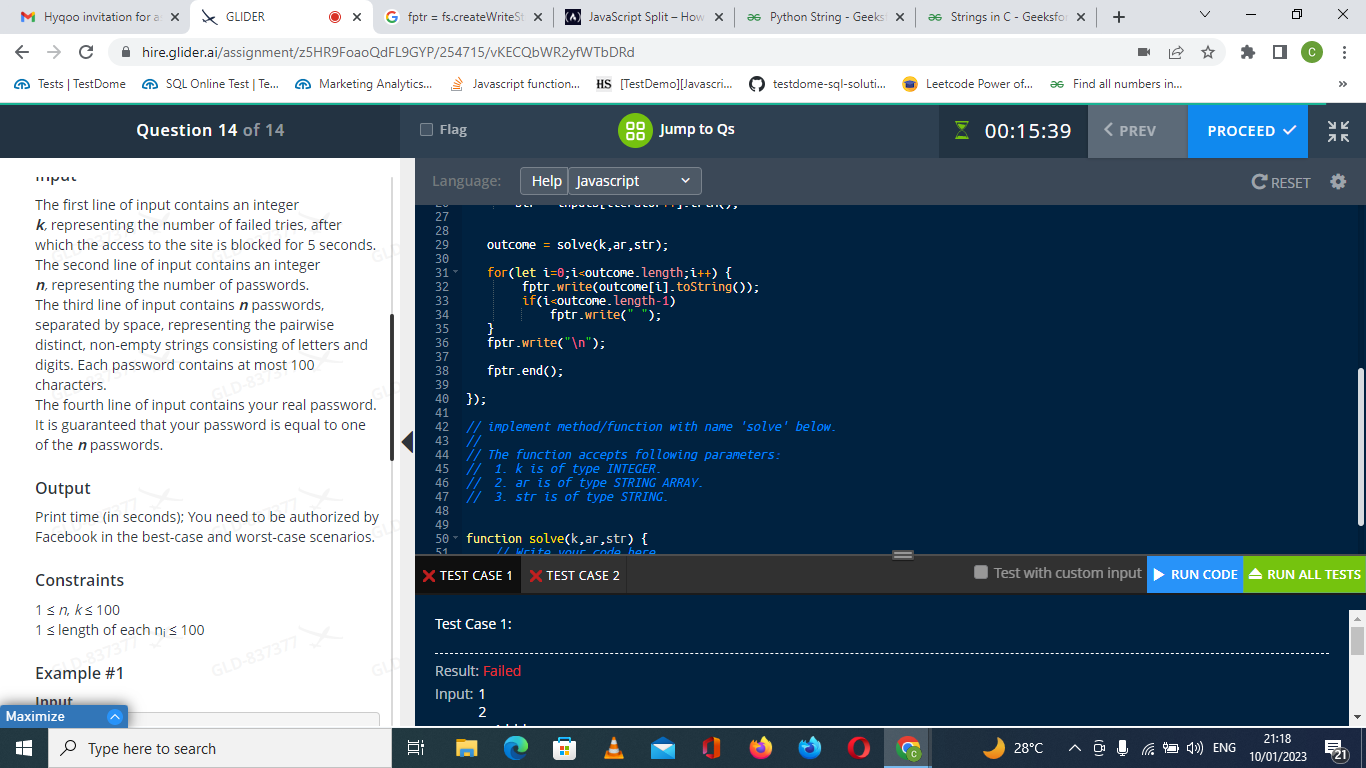 Hyqoo invitation for a
GLIDER
fptr = fs.createWriteSt
JavaScript Split – How
Python String - Geeks
Strings in C - Geeksfor
hire.glider.ai/assignment/z5HR9FoaoQdFL9GYP/254715/vKECQbWR2yfWTbDRd
C
Tests | TestDome
SQL Online Test | Te...
Marketing Analytics...
Javascript function...
HS [TestDemo][Javascri...
testdome-sql-soluti...
Leetcode Power of...
Find all numbers in...
»
Question 14 of 14
Flag
Jump to Qs
00:15:39
PREV
PROCEED
Input
The first line of input contains an integer
k, representing the number of failed tries, after
which the access to the site is blocked for 5 seconds.
The second line of input contains an integer
n, representing the number of passwords.
The third line of input contains n passwords,
separated by space, representing the pairwise
distinct, non-empty strings consisting of letters and
digits. Each password contains at most 100
characters.
The fourth line of input contains your real password.
It is guaranteed that your password is equal to one
of the n passwords.
Output
Print time (in seconds); You need to be authorized by
Facebook in the best-case and worst-case scenarios.
Constraints
1 ≤ n, k ≤ 100
1 ≤ length of each ni ≤ 100
Example #1
Input
GLD-837377
Maximize
Language:
Help
Javascript
RESET
27
28
29 outcome = solve(k,ar,str);
30
31 for(let i=0;i<outcome.length;i++) {
32 fptr.write(outcome[i].toString());
33 if(i<outcome.length-1)
34 fptr.write(" ");
35 }
36 fptr.write("\n");
37
38 fptr.end();
39
40 });
41
42 // implement method/function with name 'solve' below.
43 //
44 // The function accepts following parameters:
45 // 1. k is of type INTEGER.
46 // 2. ar is of type STRING ARRAY.
47 // 3. str is of type STRING.
48
49
50 function solve(k,ar,str) {
51 // Write your code here
TEST CASE 1
TEST CASE 2
Test with custom input
RUN CODE
RUN ALL TESTS
Test Case 1:
Result: Failed
Input: 1
2
Type here to search
28°C
ENG
21:18
10/01/2023
21